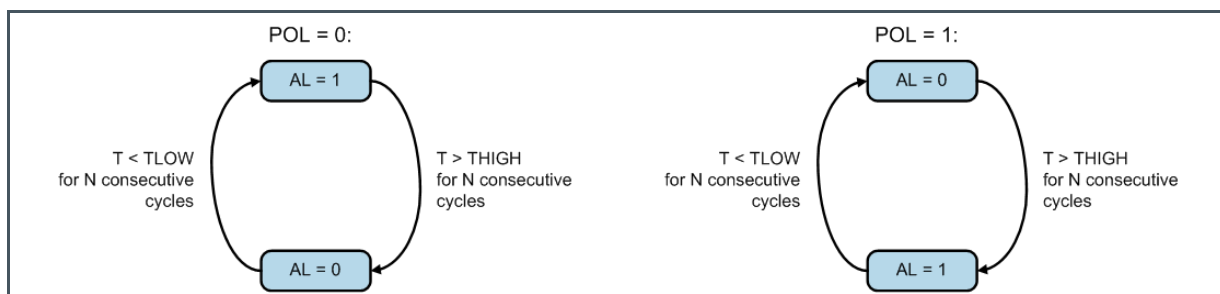 POL = 0:
AL = 1
T < TLOW
for N consecutive
cycles
T > THIGH
for N consecutive
cycles
AL = 0
POL = 1:
AL = 0
T < TLOW
for N consecutive
cycles
T > THIGH
for N consecutive
cycles
AL = 1